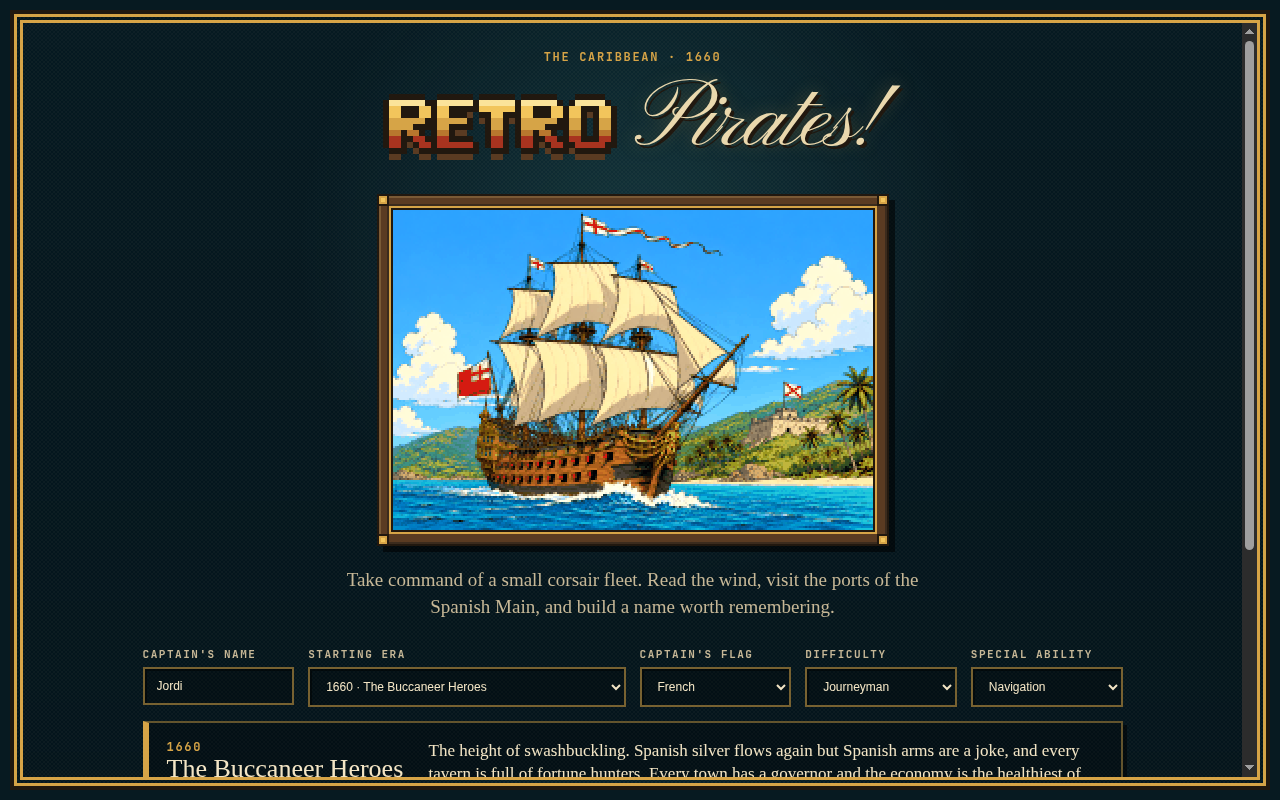 THE CARIBBEAN · 1660
RETRO Pirates!
Take command of a small corsair fleet. Read the wind, visit the ports of the
Spanish Main, and build a name worth remembering.
CAPTAIN'S NAME STARTING ERA CAPTAIN'S FLAG DIFFICULTY SPECIAL ABILITY
Jordi 1660 · The Buccaneer Heroes French Journeyman Navigation
1660
The Buccaneer Heroes
The height of swashbuckling. Spanish silver flows again but Spanish arms are a joke, and every
tavern is full of fortune hunters. Every town has a governor and the economy is the healthiest of